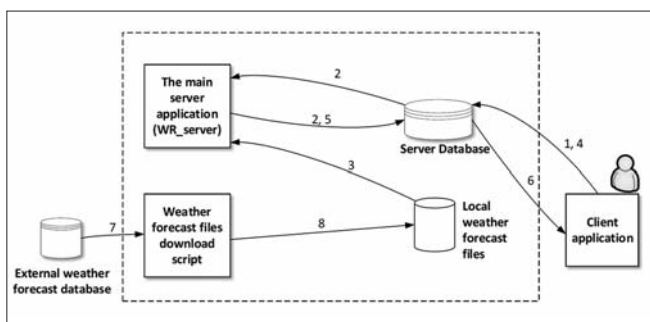 The main
server
application
(WR_server)
2
2, 5
Server Database
1, 4
3
6
Weather
forecast files
download
script
7
8
Local
weather
forecast
files
Client
application
External weather
forecast database